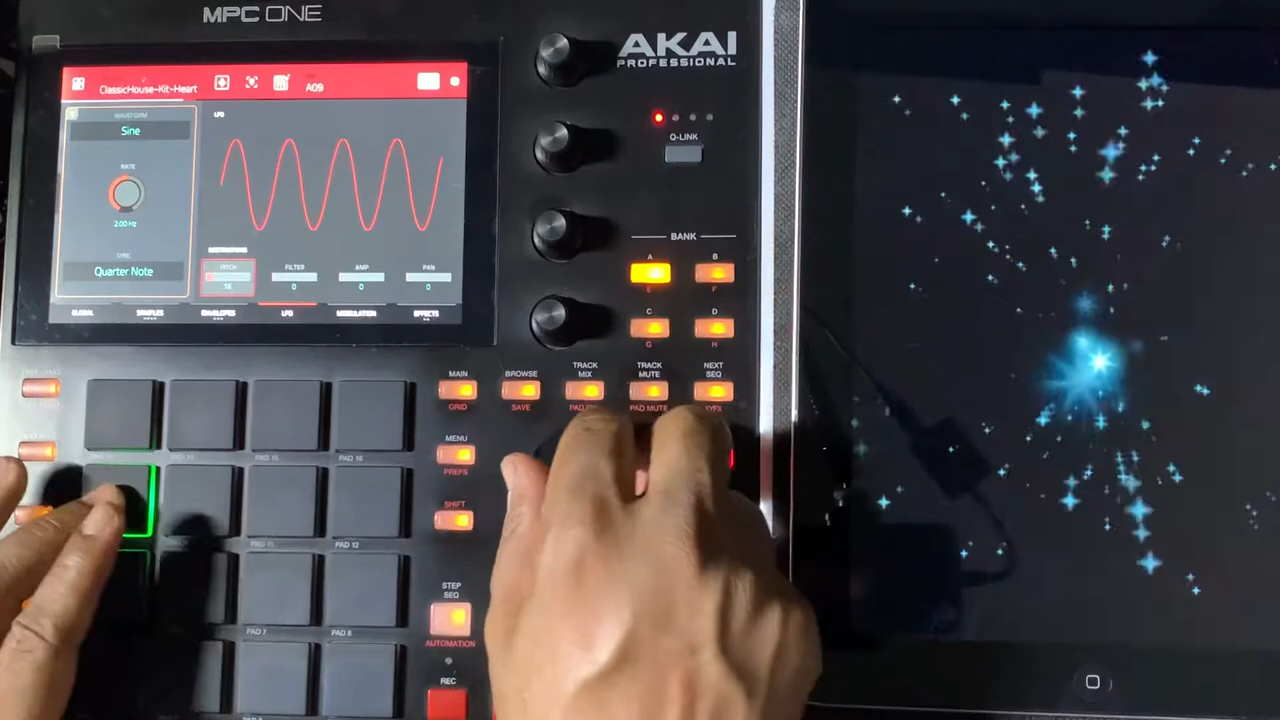 MPC ONE
AKAI
PROFESSIONAL
ClassicHouse-Kit-Heart
A09
WAVEFORM
Sine
RATE
2.00 Hz
SYNC
Quarter Note
LFO
DESTINATIONS
PITCH
16
FILTER
0
AMP
0
PAN
0
GLOBAL
SAMPLES
ENVELOPES
LFO
MODULATION
EFFECTS
Q-LINK
BANK
A
B
E
F
C
D
G
H
MAIN
BROWSE
TRACK
MIX
TRACK
MUTE
NEXT
SEQ
GRID
SAVE
PAD MUTE
MENU
PREFS
SHIFT
PAD 15
PAD 16
PAD 11
PAD 12
PAD 7
PAD 8
STEP
SEQ
AUTOMATION
REC